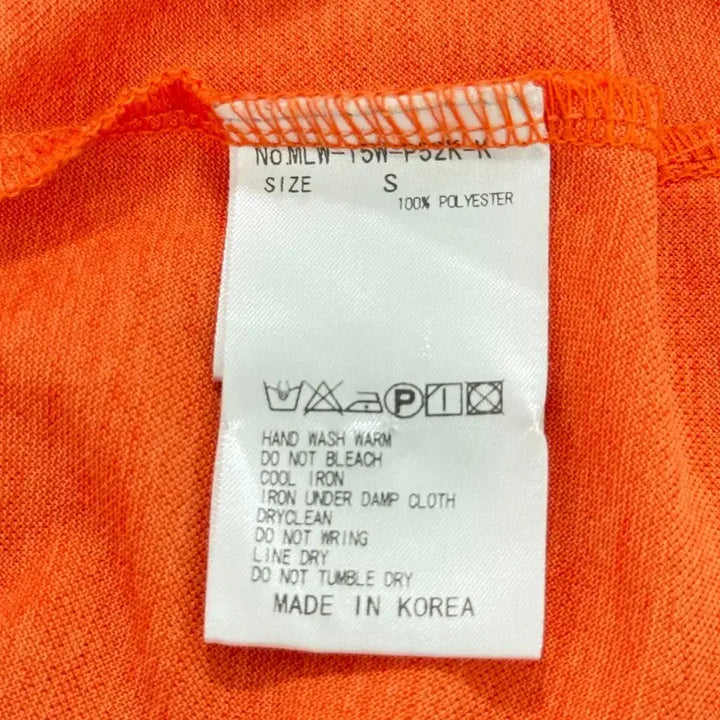 No.MLW-15W-P52K-K
SIZE S
100% POLYESTER
P
HAND WASH WARM
DO NOT BLEACH
COOL IRON
IRON UNDER DAMP CLOTH
DRYCLEAN
DO NOT WRING
LINE DRY
DO NOT TUMBLE DRY
MADE IN KOREA